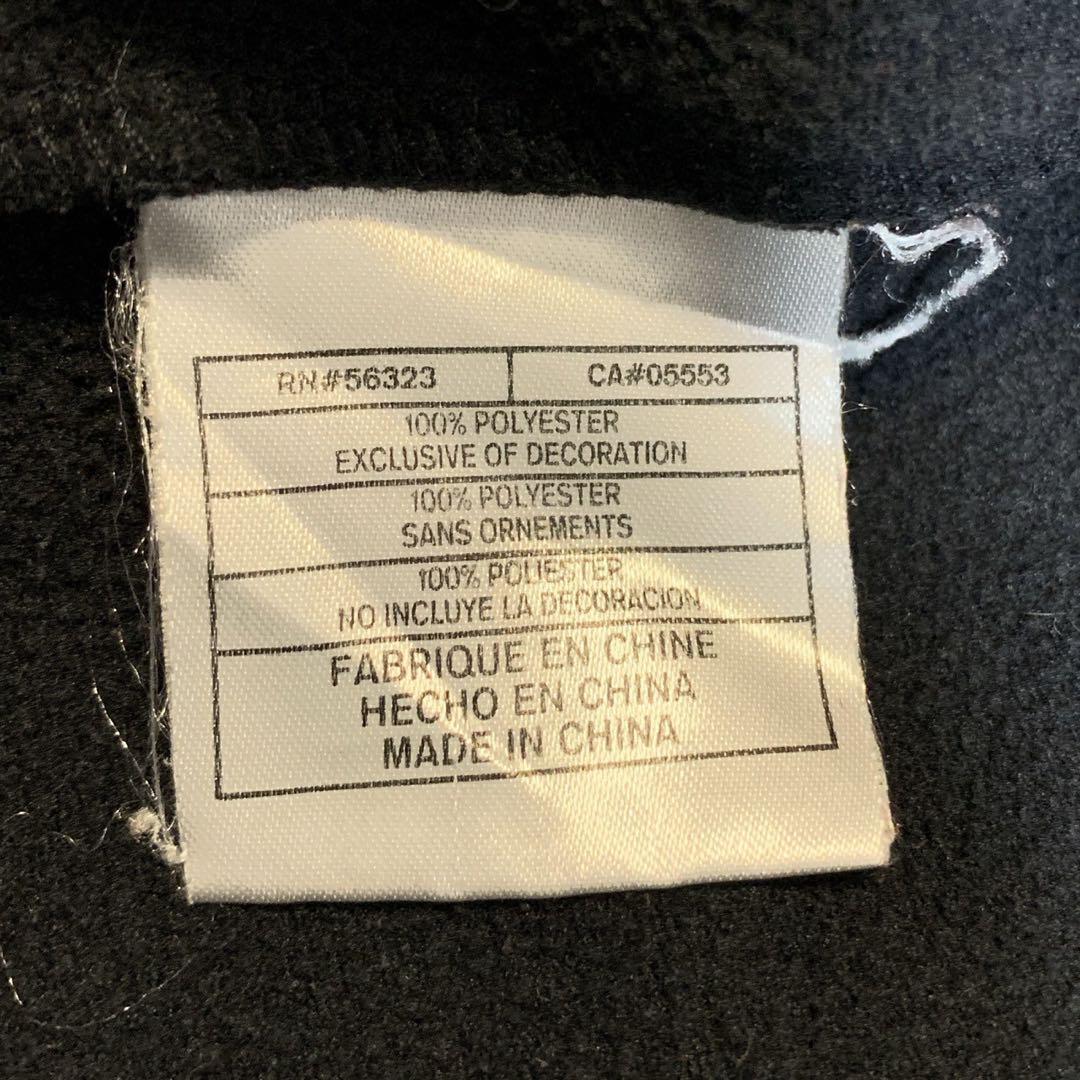 RN#56323 CA#05553
100% POLYESTER
EXCLUSIVE OF DECORATION
100% POLYESTER
SANS ORNEMENTS
100% POLIESTER
NO INCLUYE LA DECORACION
FABRIQUE EN CHINE
HECHO EN CHINA
MADE IN CHINA